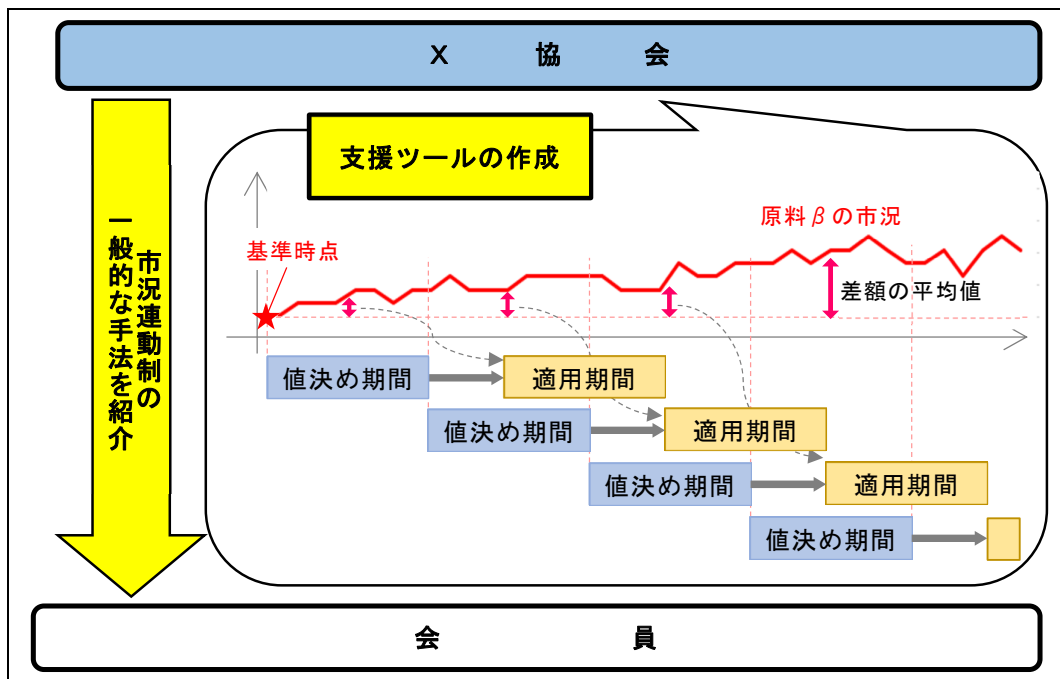 X 協 会
支援ツールの作成
市況連動制の
一般的な手法を紹介
原料βの市況
基準時点
差額の平均値
値決め期間
適用期間
値決め期間
適用期間
値決め期間
適用期間
値決め期間
会 員